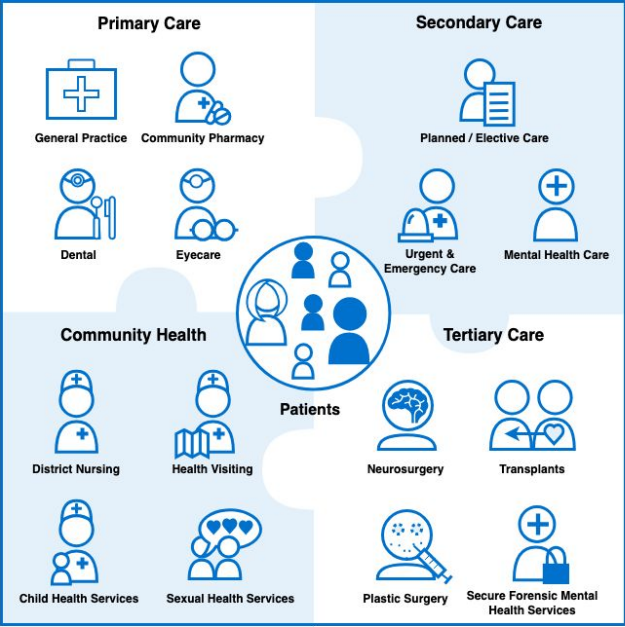 Primary Care
General Practice
Community Pharmacy
Dental
Eyecare
Secondary Care
Planned / Elective Care
Urgent &
Emergency Care
Mental Health Care
Patients
Community Health
District Nursing
Health Visiting
Child Health Services
Sexual Health Services
Tertiary Care
Neurosurgery
Transplants
Plastic Surgery
Secure Forensic Mental
Health Services